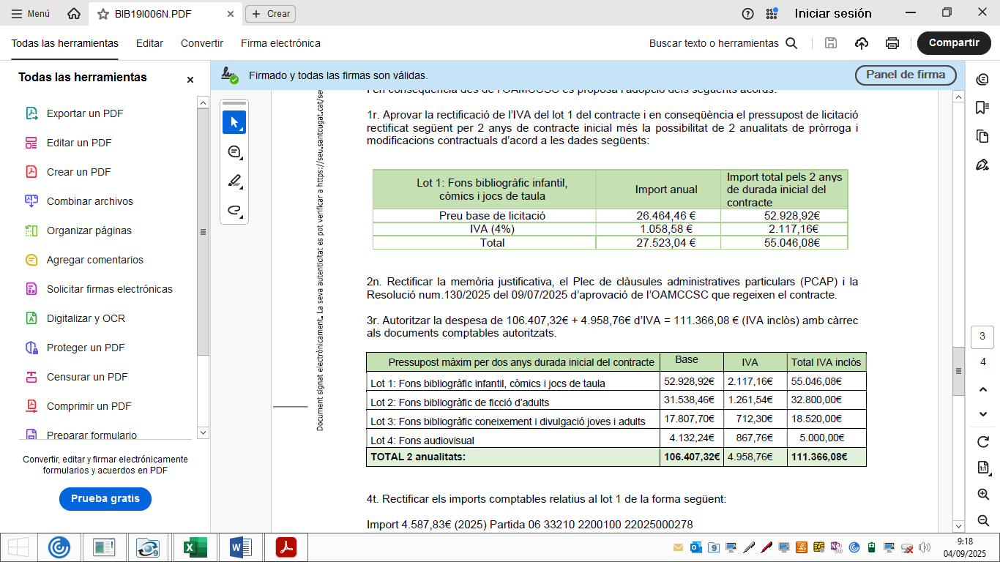 Menú
BIB19I006N.PDF
Crear
Iniciar sesión
Todas las herramientas
Editar
Convertir
Firma electrónica
Buscar texto o herramientas
Compartir
Todas las herramientas
Exportar un PDF
Editar un PDF
Crear un PDF
Combinar archivos
Organizar páginas
Agregar comentarios
Solicitar firmas electrónicas
Digitalizar y OCR
Proteger un PDF
Censurar un PDF
Comprimir un PDF
Preparar formulario
Convertir, editar y firmar electrónicamente
formularios y acuerdos en PDF
Prueba gratis
Firmado y todas las firmas son válidas.
Panel de firma
Document signat electrònicament. La seva autenticitat es pot verificar a https://seu.santcugat.cat/se
I en conseqüència des de l'OAMCCSC es proposa l'adopció dels següents acords:
1r. Aprovar la rectificació de l'IVA del lot 1 del contracte i en conseqüència el pressupost de licitació
rectificat següent per 2 anys de contracte inicial més la possibilitat de 2 anualitats de pròrroga i
modificacions contractuals d'acord a les dades següents:
Lot 1: Fons bibliogràfic infantil,
còmics i jocs de taula
Import anual
Import total pels 2 anys
de durada inicial del
contracte
Preu base de licitació 26.464,46 € 52.928,92€
IVA (4%) 1.058,58 € 2.117,16€
Total 27.523,04 € 55.046,08€
2n. Rectificar la memòria justificativa, el Plec de clàusules administratives particulars (PCAP) i la
Resolució num.130/2025 del 09/07/2025 d'aprovació de l'OAMCCSC que regeixen el contracte.
3r. Autoritzar la despesa de 106.407,32€ + 4.958,76€ d'IVA = 111.366,08 € (IVA inclòs) amb càrrec
als documents comptables autoritzats.
Pressupost màxim per dos anys durada inicial del contracte Base IVA Total IVA inclòs
Lot 1: Fons bibliogràfic infantil, còmics i jocs de taula 52.928,92€ 2.117,16€ 55.046,08€
Lot 2: Fons bibliogràfic de ficció d'adults 31.538,46€ 1.261,54€ 32.800,00€
Lot 3: Fons bibliogràfic coneixement i divulgació joves i adults 17.807,70€ 712,30€ 18.520,00€
Lot 4: Fons audiovisual 4.132,24€ 867,76€ 5.000,00€
TOTAL 2 anualitats: 106.407,32€ 4.958,76€ 111.366,08€
4t. Rectificar els imports comptables relatius al lot 1 de la forma següent:
Import 4.587,83€ (2025) Partida 06 33210 2200100 22025000278
3
4
1:1
9:18
04/09/2025